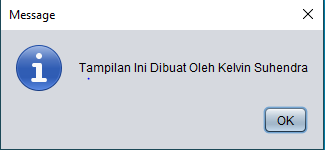 Message
Tampilan Ini Dibuat Oleh Kelvin Suhendra
OK